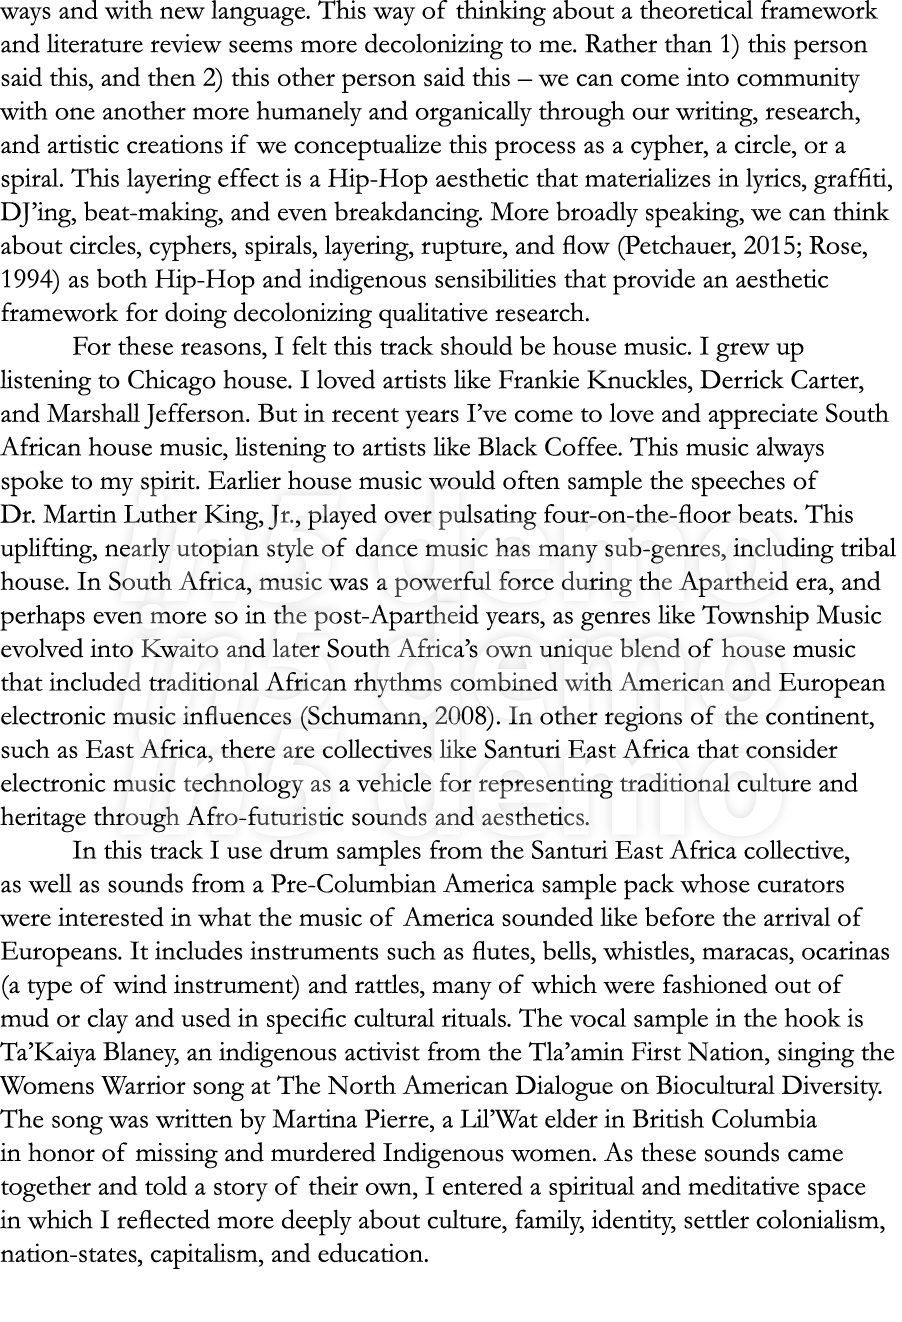 ways and with new language. This way of thinking about a theoretical framework
and literature review seems more decolonizing to me. Rather than 1) this person
said this, and then 2) this other person said this – we can come into community
with one another more humanely and organically through our writing, research,
and artistic creations if we conceptualize this process as a cypher, a circle, or a
spiral. This layering effect is a Hip-Hop aesthetic that materializes in lyrics, graffiti,
DJ’ing, beat-making, and even breakdancing. More broadly speaking, we can think
about circles, cyphers, spirals, layering, rupture, and flow (Petchauer, 2015; Rose,
1994) as both Hip-Hop and indigenous sensibilities that provide an aesthetic
framework for doing decolonizing qualitative research.
For these reasons, I felt this track should be house music. I grew up
listening to Chicago house. I loved artists like Frankie Knuckles, Derrick Carter,
and Marshall Jefferson. But in recent years I’ve come to love and appreciate South
African house music, listening to artists like Black Coffee. This music always
spoke to my spirit. Earlier house music would often sample the speeches of
Dr. Martin Luther King, Jr., played over pulsating four-on-the-floor beats. This
uplifting, nearly utopian style of dance music has many sub-genres, including tribal
house. In South Africa, music was a powerful force during the Apartheid era, and
perhaps even more so in the post-Apartheid years, as genres like Township Music
evolved into Kwaito and later South Africa’s own unique blend of house music
that included traditional African rhythms combined with American and European
electronic music influences (Schumann, 2008). In other regions of the continent,
such as East Africa, there are collectives like Santuri East Africa that consider
electronic music technology as a vehicle for representing traditional culture and
heritage through Afro-futuristic sounds and aesthetics.
In this track I use drum samples from the Santuri East Africa collective,
as well as sounds from a Pre-Columbian America sample pack whose curators
were interested in what the music of America sounded like before the arrival of
Europeans. It includes instruments such as flutes, bells, whistles, maracas, ocarinas
(a type of wind instrument) and rattles, many of which were fashioned out of
mud or clay and used in specific cultural rituals. The vocal sample in the hook is
Ta’Kaiya Blaney, an indigenous activist from the Tla’amin First Nation, singing the
Womens Warrior song at The North American Dialogue on Biocultural Diversity.
The song was written by Martina Pierre, a Lil’Wat elder in British Columbia
in honor of missing and murdered Indigenous women. As these sounds came
together and told a story of their own, I entered a spiritual and meditative space
in which I reflected more deeply about culture, family, identity, settler colonialism,
nation-states, capitalism, and education.
in5 demo
in5 demo
in5 demo